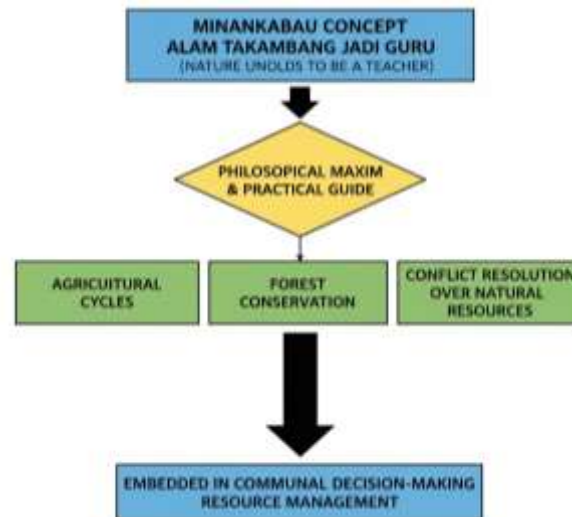 MINANKABAU CONCEPT
ALAM TAKAMBANG JADI GURU
(NATURE UNOLDS TO BE A TEACHER)
PHILOSOPICAL MAXIM
& PRACTICAL GUIDE
AGRICUITURAL
CYCLES
FOREST
CONSERVATION
CONFLICT RESOLUTION
OVER NATURAL
RESOURCES
EMBEDDED IN COMMUNAL DECISION-MAKING
RESOURCE MANAGEMENT